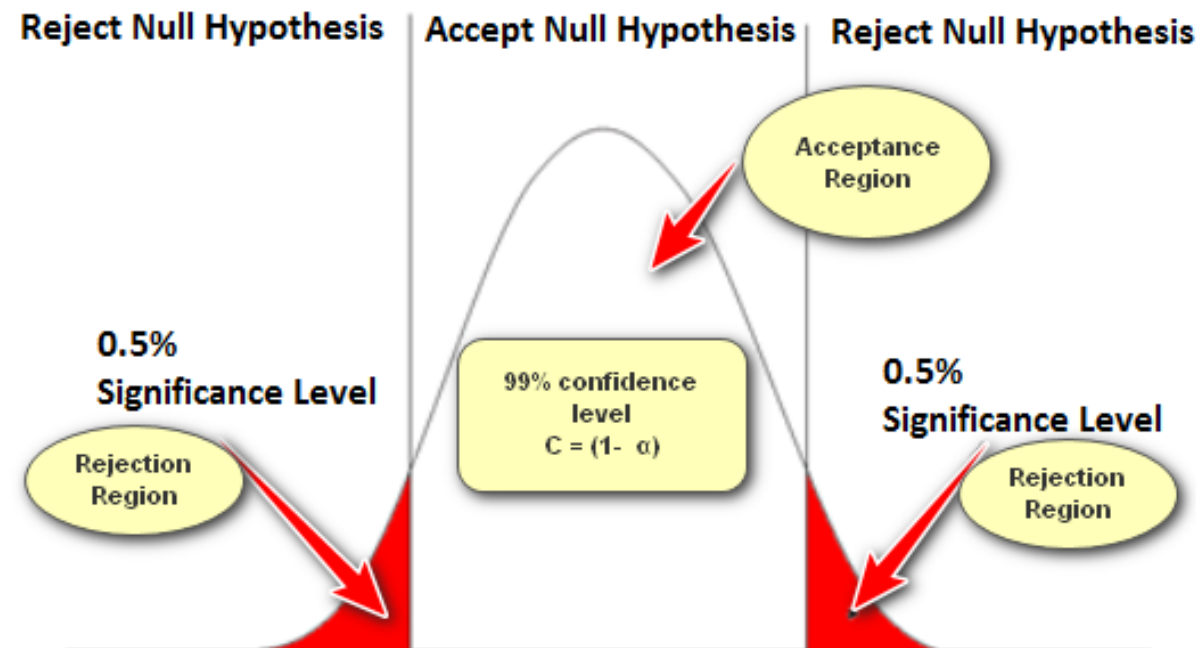 Reject Null Hypothesis
Accept Null Hypothesis
Reject Null Hypothesis
Acceptance
Region
0.5%
Significance Level
99% confidence
level
C = (1- α)
0.5%
Significance Level
Rejection
Region
Rejection
Region